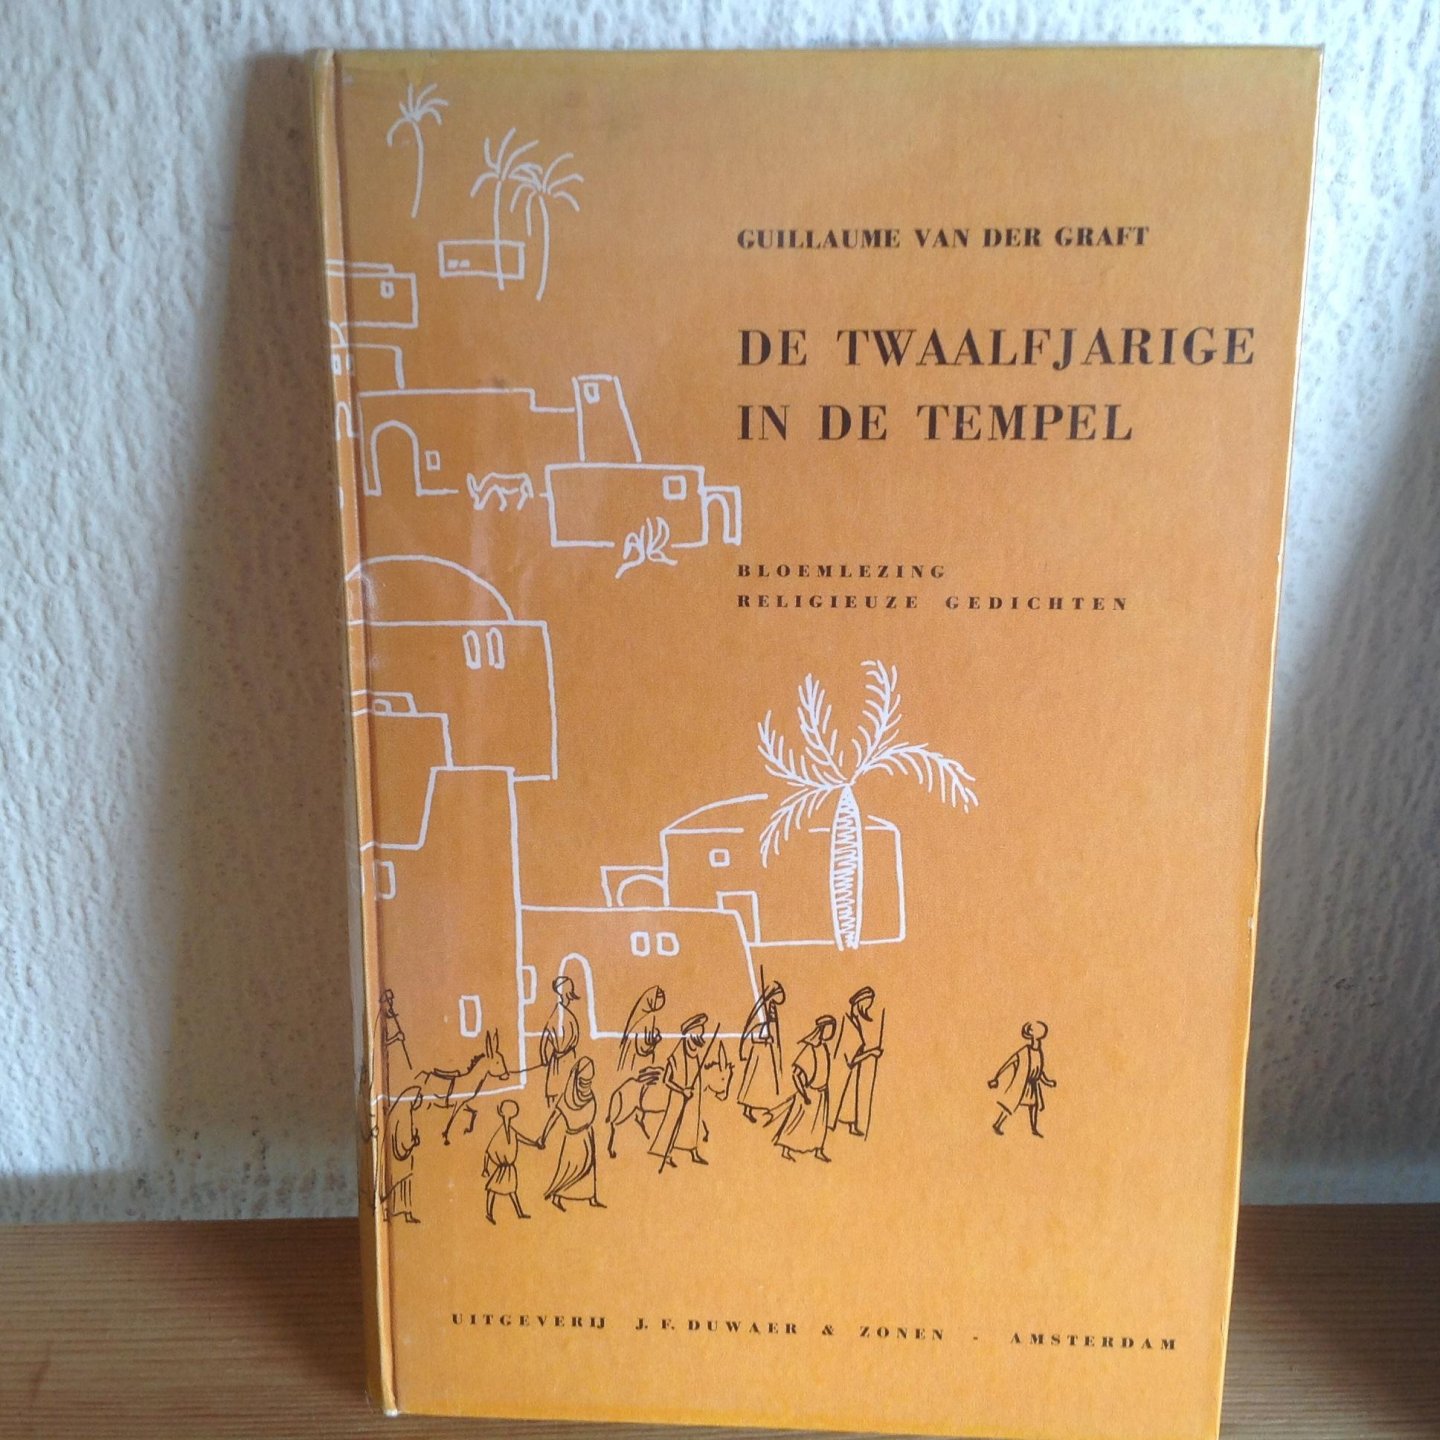 GUILLAUME VAN DER GRAFT
DE TWAALFJARIGE
IN DE TEMPEL
BLOEMLEZING
RELIGIEUZE GEDICHTEN
UITGEVERIJ J. F. DUWAER & ZONEN - AMSTERDAM